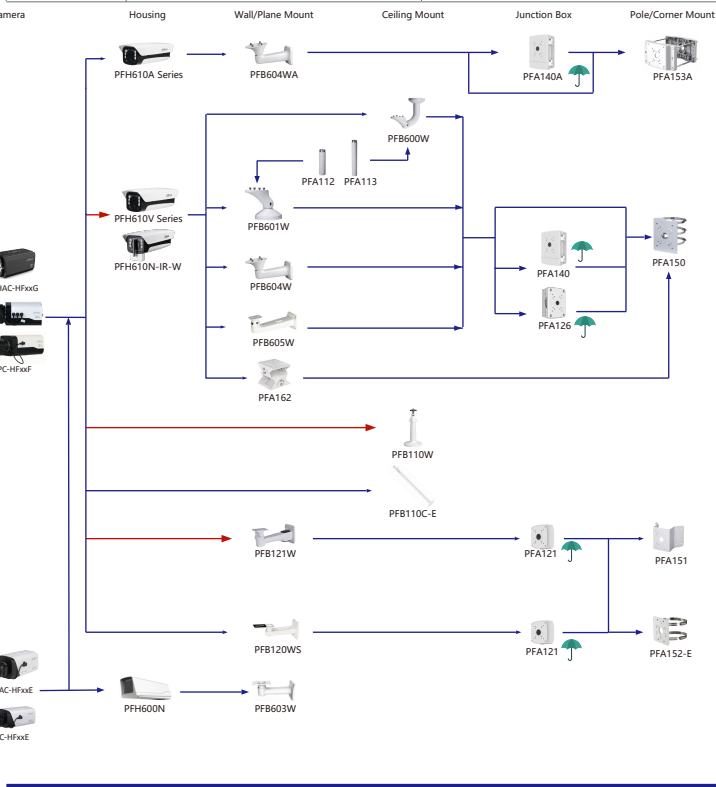 amera Housing Wall/Plane Mount Ceiling Mount Junction Box Pole/Corner Mount
PFH610A Series PFB604WA PFA140A PFA153A
PFB600W
PFA112 PFA113
PFH610V Series PFB601W
PFH610N-IR-W PFB604W PFA140 PFA150
HAC-HFxxG
PFA126
PFB605W
PC-HFxxF
PFA162
PFB110W
PFB110C-E
PFB121W PFA121 PFA151
PFB120WS PFA121 PFA152-E
AC-HFxxE
PFH600N PFB603W
C-HFxxE